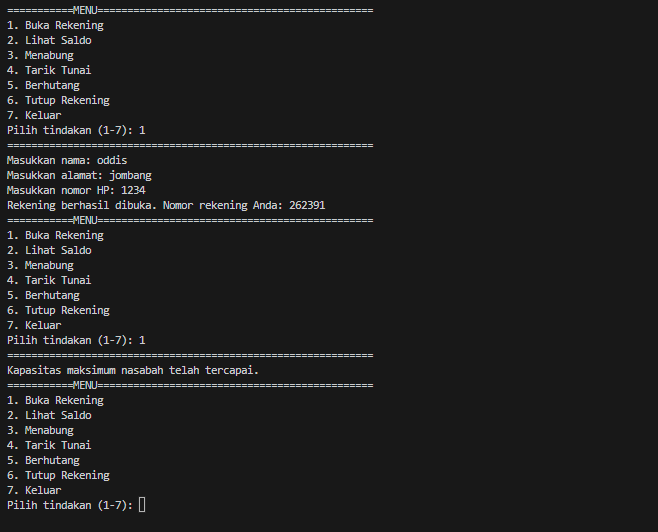 ===========MENU==============================================
1. Buka Rekening
2. Lihat Saldo
3. Menabung
4. Tarik Tunai
5. Berhutang
6. Tutup Rekening
7. Keluar
Pilih tindakan (1-7): 1
=============================================================
Masukkan nama: oddis
Masukkan alamat: jombang
Masukkan nomor HP: 1234
Rekening berhasil dibuka. Nomor rekening Anda: 262391
===========MENU==============================================
1. Buka Rekening
2. Lihat Saldo
3. Menabung
4. Tarik Tunai
5. Berhutang
6. Tutup Rekening
7. Keluar
Pilih tindakan (1-7): 1
=============================================================
Kapasitas maksimum nasabah telah tercapai.
===========MENU==============================================
1. Buka Rekening
2. Lihat Saldo
3. Menabung
4. Tarik Tunai
5. Berhutang
6. Tutup Rekening
7. Keluar
Pilih tindakan (1-7):